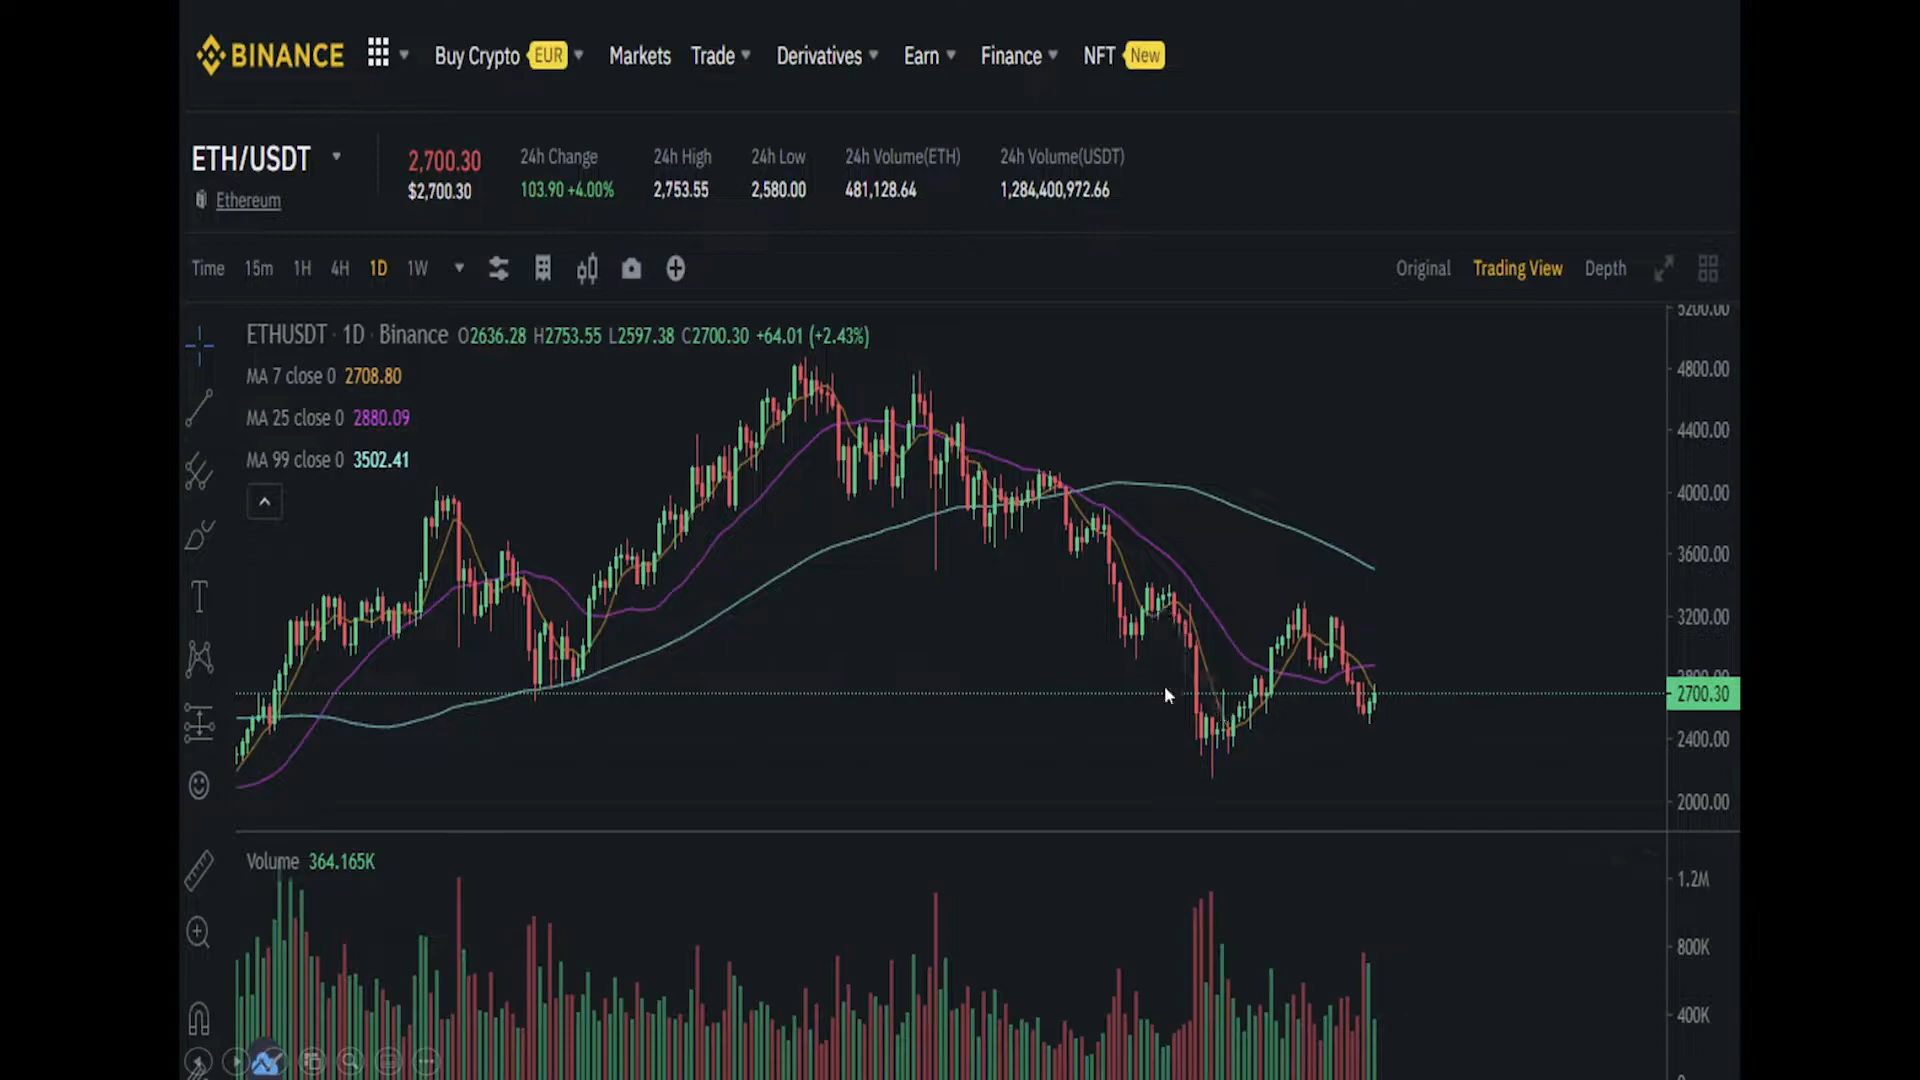 BINANCE Buy Crypto EUR Markets Trade Derivatives Earn Finance NFT New
ETH/USDT 2,700.30 24h Change 24h High 24h Low 24h Volume(ETH) 24h Volume(USDT)
Ethereum $2,700.30 103.90 +4.00% 2,753.55 2,580.00 481,128.64 1,284,400,972.66
Time 15m 1H 4H 1D 1W Original Trading View Depth
ETHUSDT · 1D · Binance O2636.28 H2753.55 L2597.38 C2700.30 +64.01 (+2.43%)
MA 7 close 0 2708.80
MA 25 close 0 2880.09
MA 99 close 0 3502.41
5200.00
4800.00
4400.00
4000.00
3600.00
3200.00
2800.00
2700.30
2400.00
2000.00
Volume 364.165K
1.2M
800K
400K
0